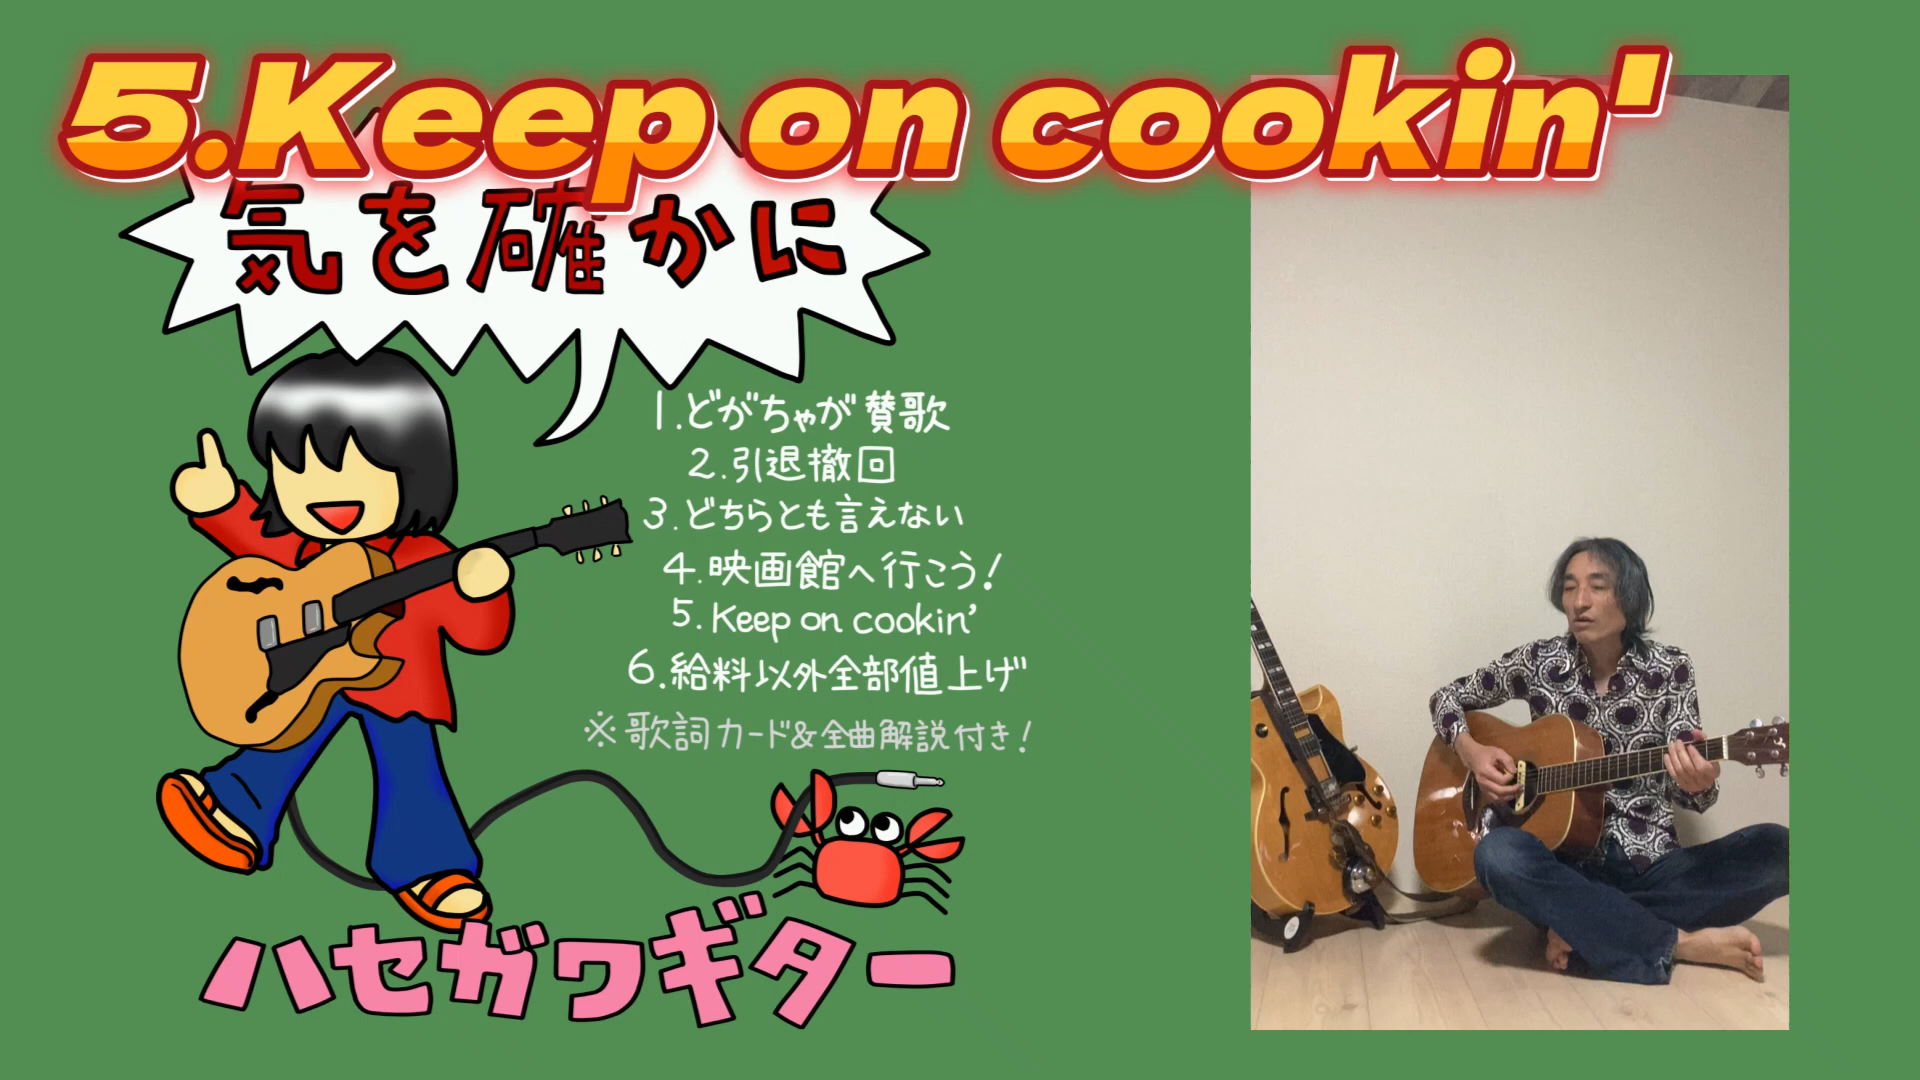 5.Keep on cookin'
気を確かに
1.どがちゃが賛歌
2.引退撤回
3.どちらとも言えない
4.映画館へ行こう!
5.Keep on cookin'
6.給料以外全部値上げ
※歌詞カード&全曲解説付き!
ハセガワギター